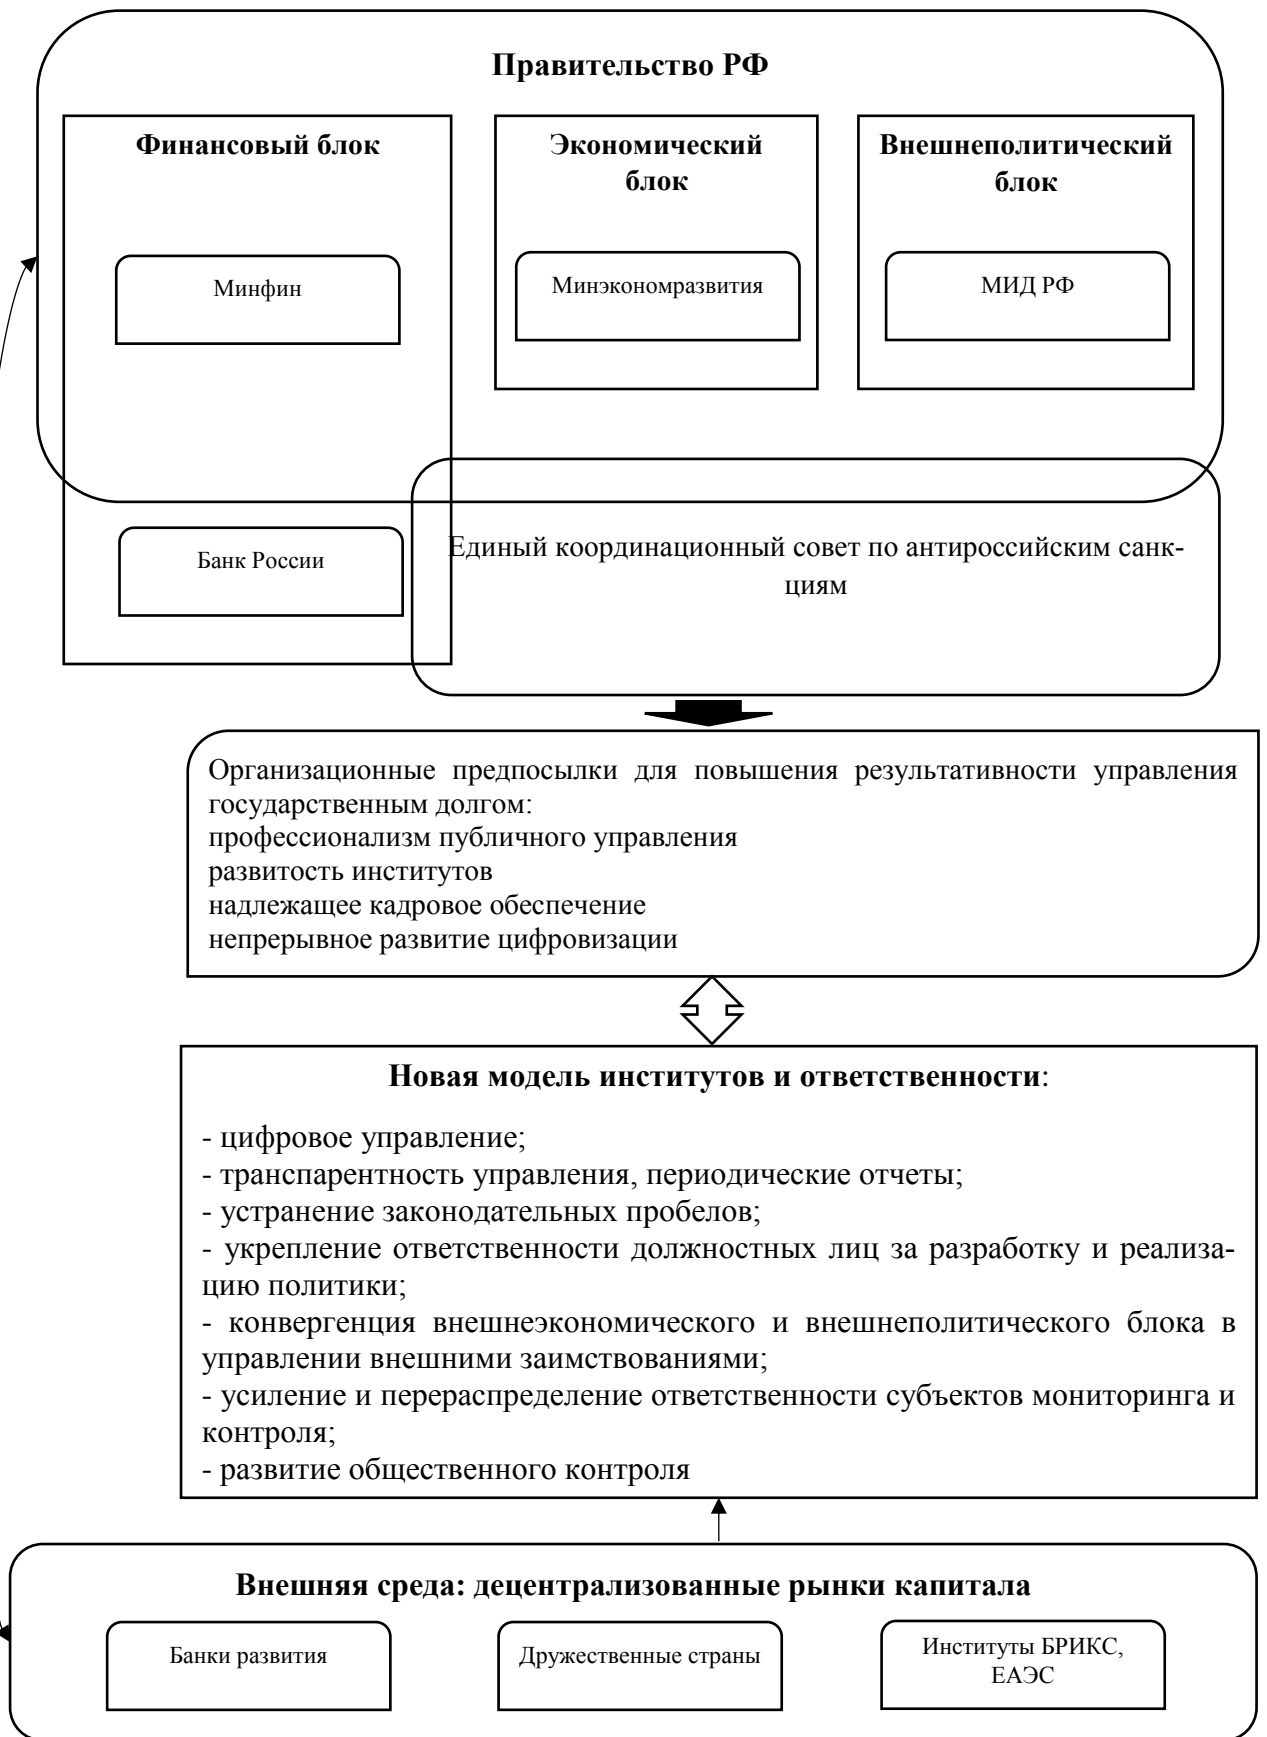 Правительство РФ
Финансовый блок
Экономический
блок
Внешнеполитический
блок
Минфин
Минэкономразвития
МИД РФ
Банк России
Единый координационный совет по антироссийским санк-
циям
Организационные предпосылки для повышения результативности управления
государственным долгом:
профессионализм публичного управления
развитость институтов
надлежащее кадровое обеспечение
непрерывное развитие цифровизации
Новая модель институтов и ответственности:
- цифровое управление;
- транспарентность управления, периодические отчеты;
- устранение законодательных пробелов;
- укрепление ответственности должностных лиц за разработку и реализа-
цию политики;
- конвергенция внешнеэкономического и внешнеполитического блока в
управлении внешними заимствованиями;
- усиление и перераспределение ответственности субъектов мониторинга и
контроля;
- развитие общественного контроля
Внешняя среда: децентрализованные рынки капитала
Банки развития
Дружественные страны
Институты БРИКС,
ЕАЭС